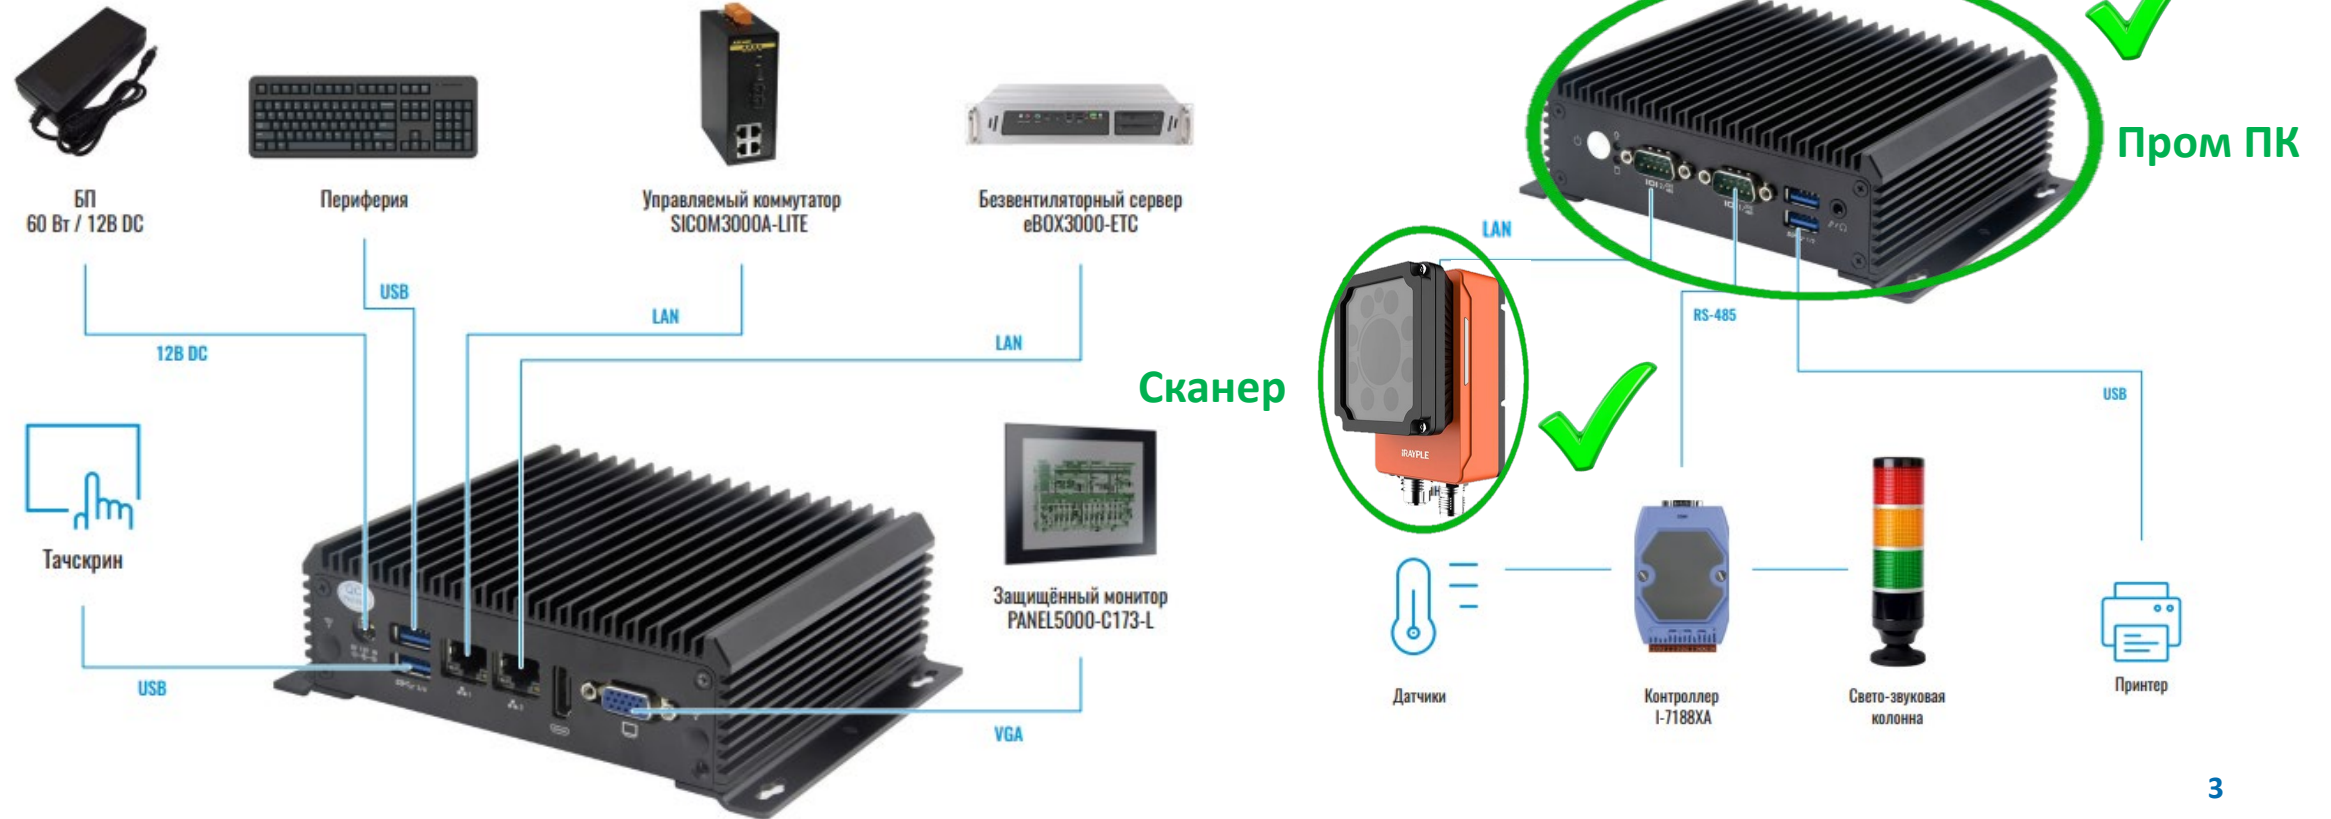 БП
60 Вт / 12В DC
Периферия
Управляемый коммутатор
SICOM3000A-LITE
Безвентиляторный сервер
eBOX3000-ETC
Пром ПК
LAN
USB
LAN
LAN
12В DC
RS-485
Сканер
USB
IRAYPLE
Тачскрин
Защищённый монитор
PANEL5000-C173-L
USB
VGA
Датчики
Контроллер
I-7188XA
Свето-звуковая
колонна
Принтер
3